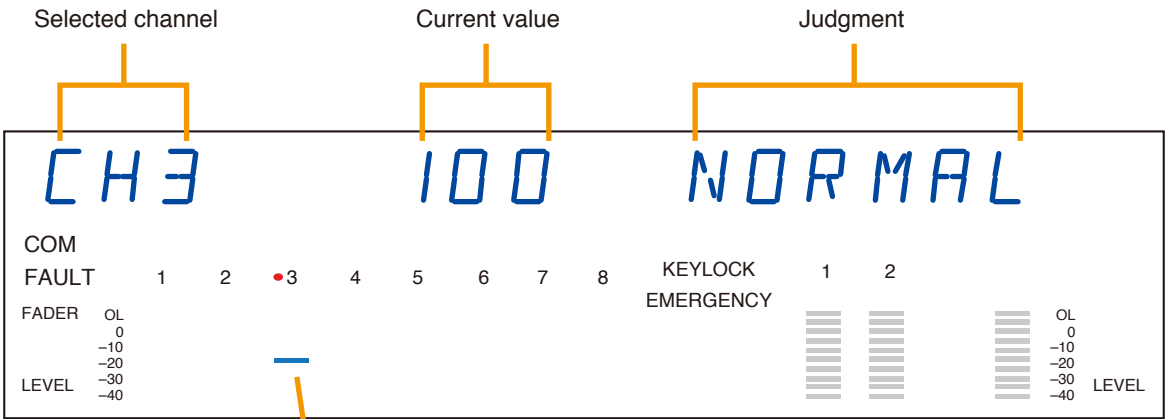 Selected channel Current value Judgment
CH3 100 NORMAL
COM
FAULT 1 2 3 4 5 6 7 8 KEYLOCK 1 2
EMERGENCY
FADER OL OL
0 0
–10 –10
–20 –20
–30 –30
LEVEL –40 –40 LEVEL